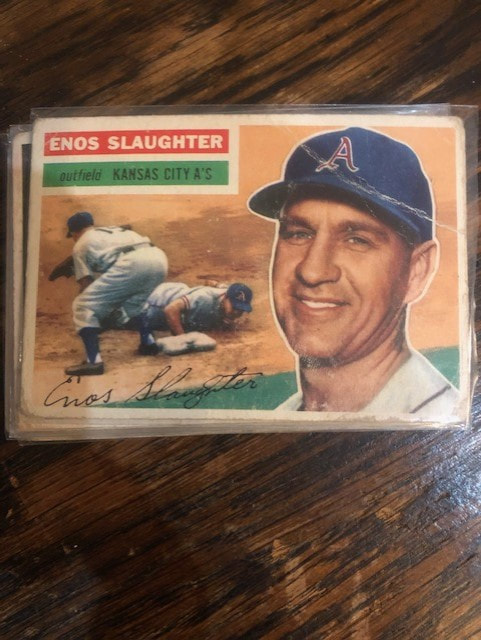 ENOS SLAUGHTER
outfield KANSAS CITY A'S
A
Enos Slaughter